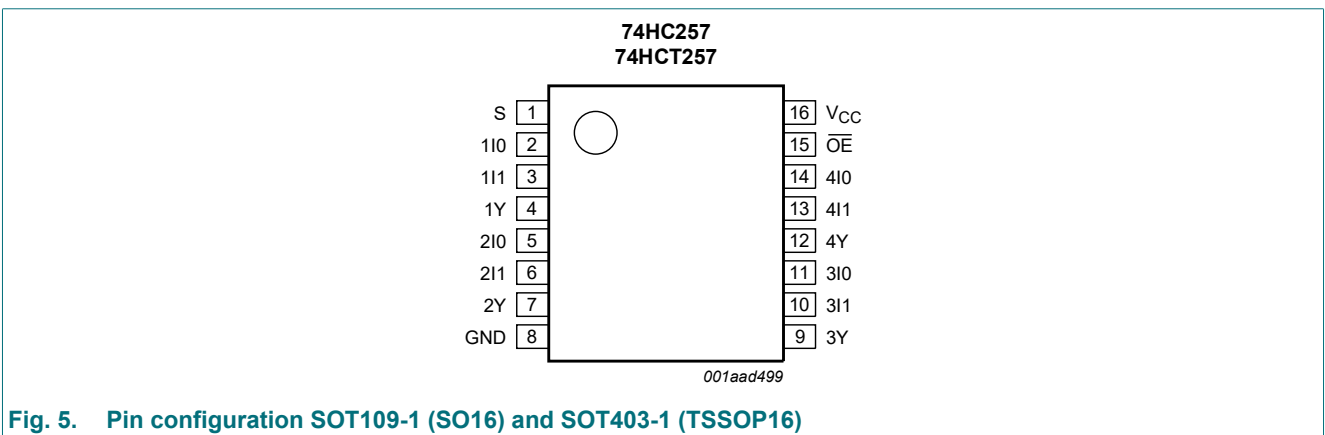 74HC257
74HCT257
S 1 16 VCC
1I0 2 15 OE
1I1 3 14 4I0
1Y 4 13 4I1
2I0 5 12 4Y
2I1 6 11 3I0
2Y 7 10 3I1
GND 8 9 3Y
001aad499
Fig. 5. Pin configuration SOT109-1 (SO16) and SOT403-1 (TSSOP16)